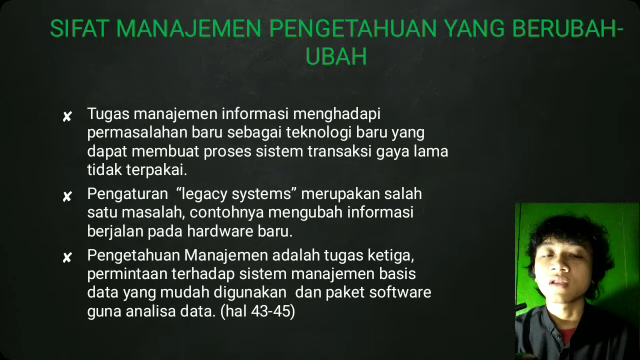 SIFAT MANAJEMEN PENGETAHUAN YANG BERUBAH-
UBAH
✘ Tugas manajemen informasi menghadapi
permasalahan baru sebagai teknologi baru yang
dapat membuat proses sistem transaksi gaya lama
tidak terpakai.
✘ Pengaturan “legacy systems” merupakan salah
satu masalah, contohnya mengubah informasi
berjalan pada hardware baru.
✘ Pengetahuan Manajemen adalah tugas ketiga,
permintaan terhadap sistem manajemen basis
data yang mudah digunakan dan paket software
guna analisa data. (hal 43-45)